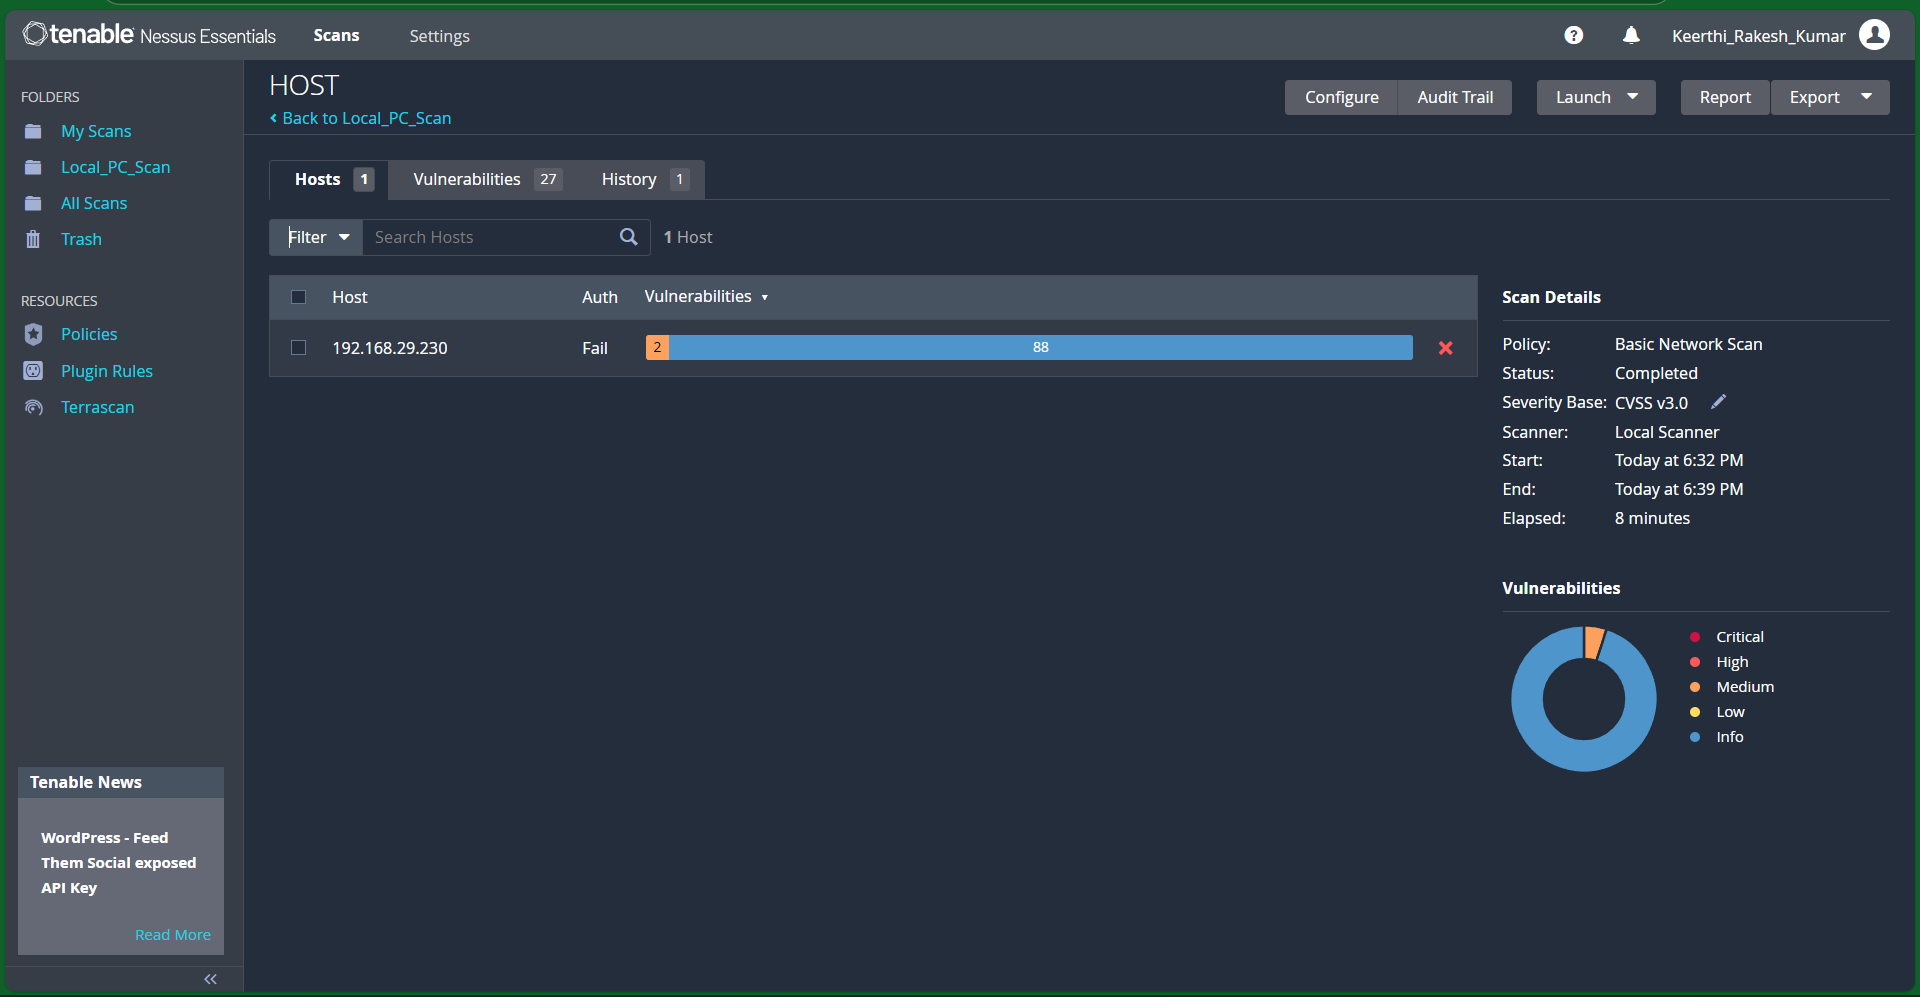 tenable Nessus Essentials Scans Settings Keerthi_Rakesh_Kumar
FOLDERS
My Scans
Local_PC_Scan
All Scans
Trash
RESOURCES
Policies
Plugin Rules
Terrascan
Tenable News
WordPress - Feed
Them Social exposed
API Key
Read More
HOST
Back to Local_PC_Scan
Configure Audit Trail Launch Report Export
Hosts 1 Vulnerabilities 27 History 1
Filter Search Hosts 1 Host
Host Auth Vulnerabilities
192.168.29.230 Fail 2 88
Scan Details
Policy: Basic Network Scan
Status: Completed
Severity Base: CVSS v3.0
Scanner: Local Scanner
Start: Today at 6:32 PM
End: Today at 6:39 PM
Elapsed: 8 minutes
Vulnerabilities
Critical
High
Medium
Low
Info